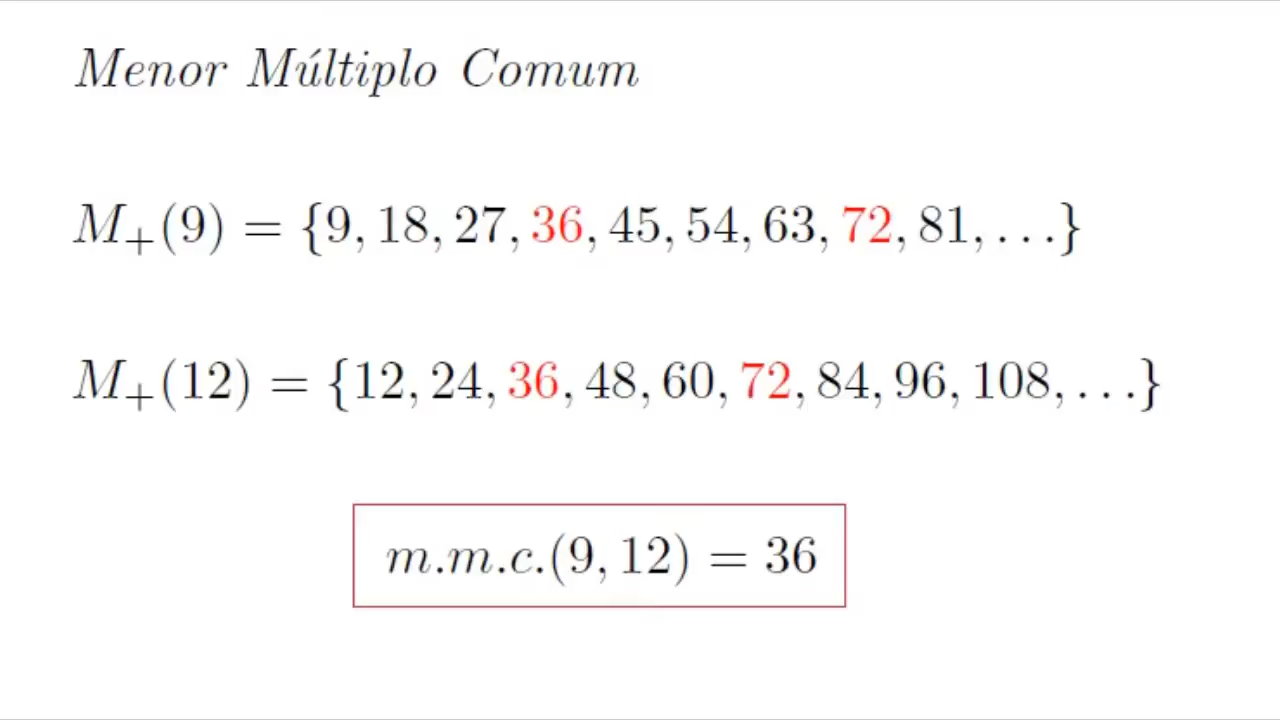 Menor Múltiplo Comum
M₊(9) = {9, 18, 27, 36, 45, 54, 63, 72, 81, . . .}
M₊(12) = {12, 24, 36, 48, 60, 72, 84, 96, 108, . . .}
m.m.c.(9, 12) = 36